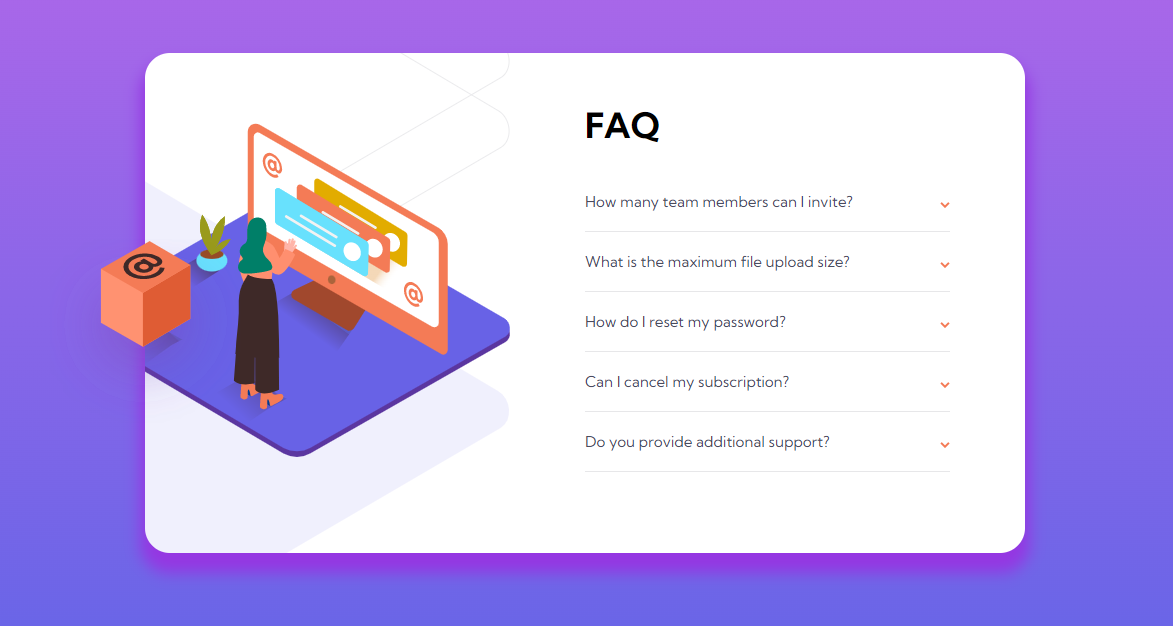 FAQ
How many team members can I invite?
What is the maximum file upload size?
How do I reset my password?
Can I cancel my subscription?
Do you provide additional support?
@
@
@